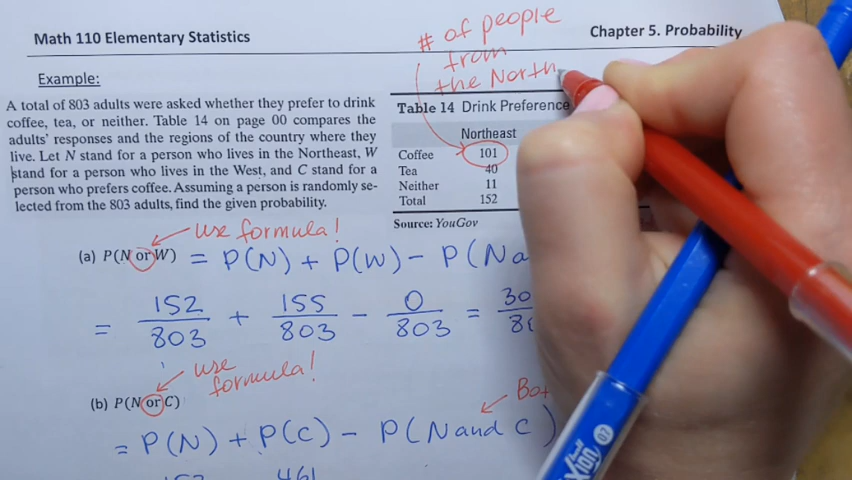 Math 110 Elementary Statistics
Chapter 5. Probability
# of people
from
the North
Example:
A total of 803 adults were asked whether they prefer to drink
coffee, tea, or neither. Table 14 on page 00 compares the
adults' responses and the regions of the country where they
live. Let N stand for a person who lives in the Northeast, W
stand for a person who lives in the West, and C stand for a
person who prefers coffee. Assuming a person is randomly se-
lected from the 803 adults, find the given probability.
Table 14 Drink Preference
Northeast
Coffee 101
Tea 40
Neither 11
Total 152
Source: YouGov
use formula!
(a) P(N or W) = P(N) + P(W) - P(Na
= 152/803 + 155/803 - 0/803 = 30
use
formula!
(b) P(N or C)
= P(N) + P(C) - P(N and C)
461